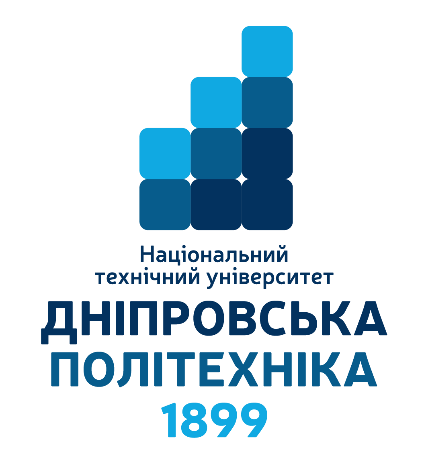 Національний
технічний університет
ДНІПРОВСЬКА
ПОЛІТЕХНІКА
1899